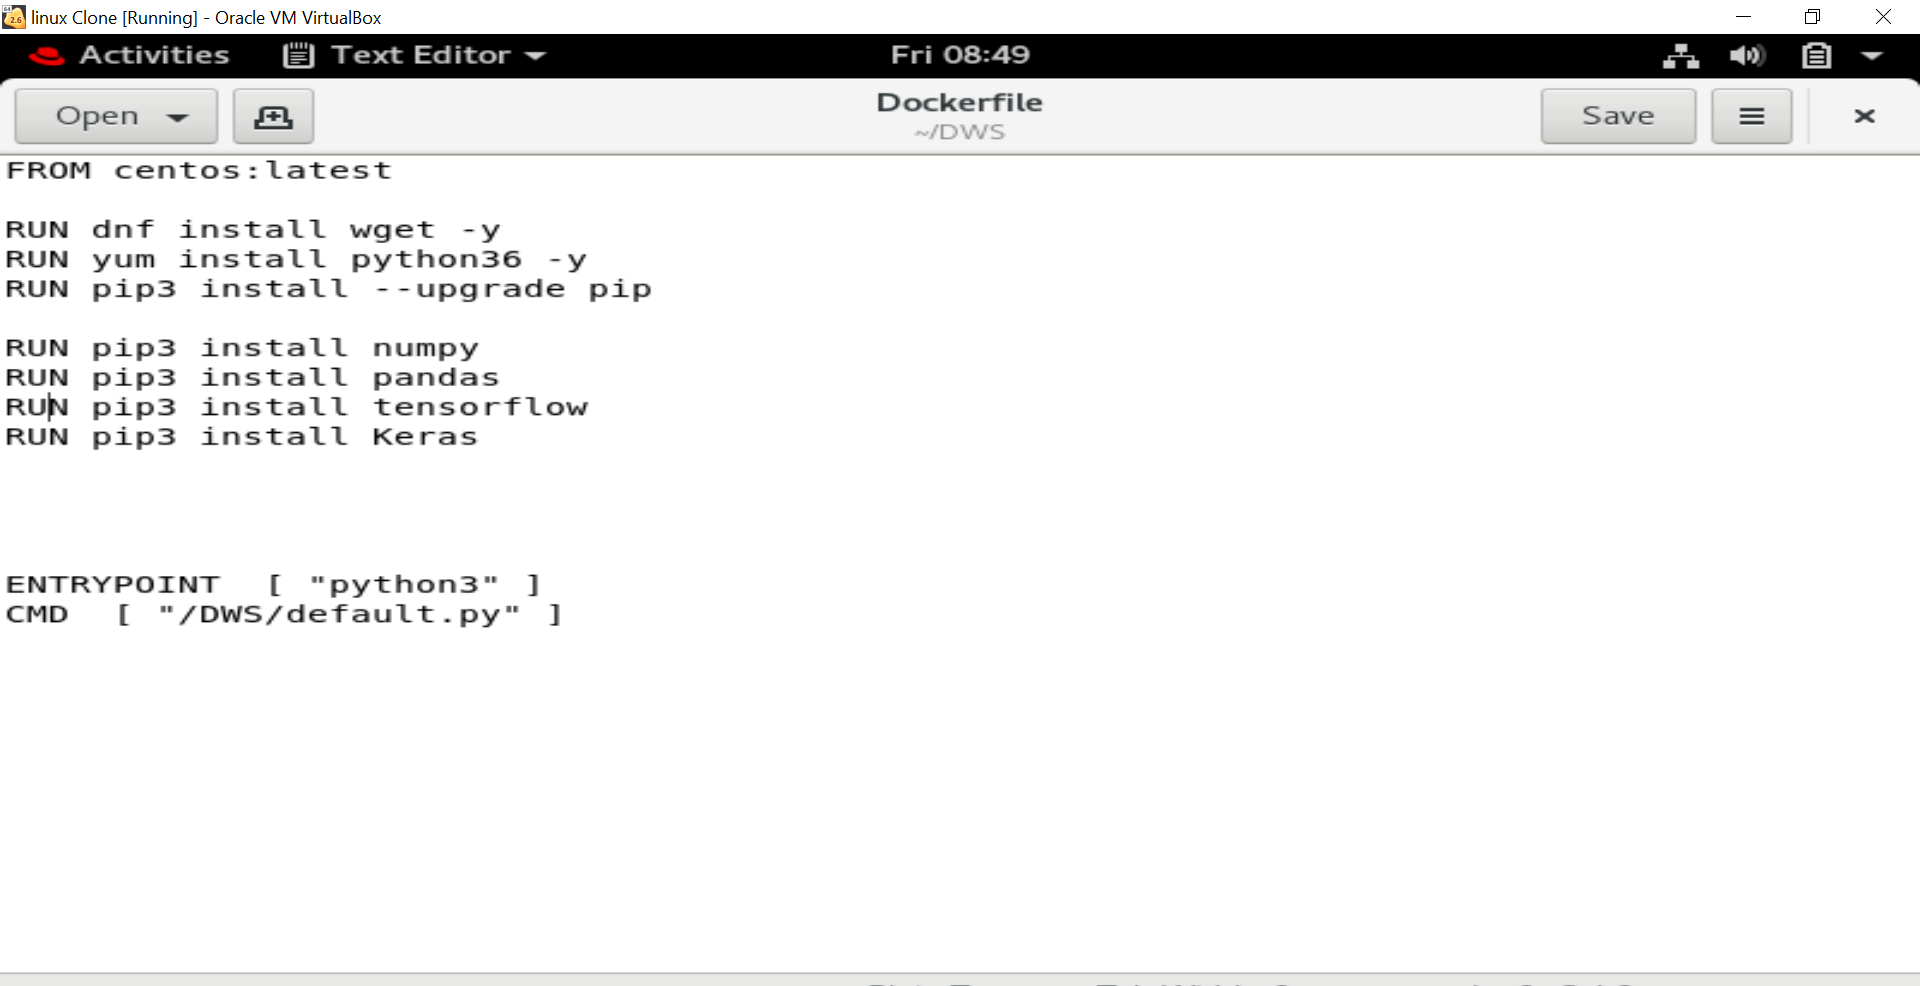 linux Clone [Running] - Oracle VM VirtualBox
Activities Text Editor Fri 08:49
Open Dockerfile Save
~/DWS
FROM centos:latest
RUN dnf install wget -y
RUN yum install python36 -y
RUN pip3 install --upgrade pip
RUN pip3 install numpy
RUN pip3 install pandas
RUN pip3 install tensorflow
RUN pip3 install Keras
ENTRYPOINT [ "python3" ]
CMD [ "/DWS/default.py" ]